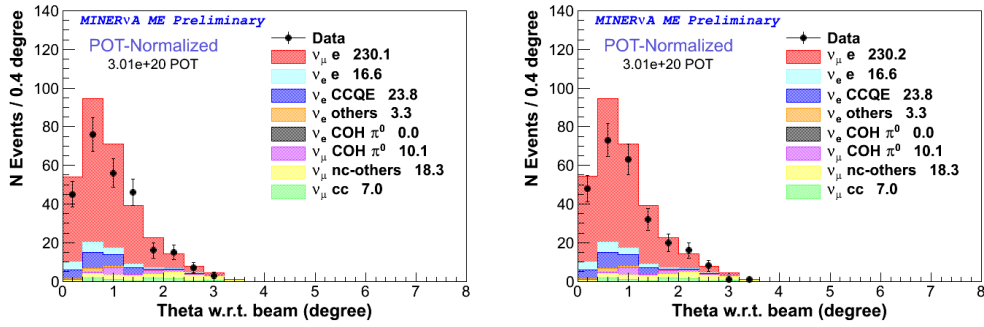 MINERνA ME Preliminary
POT-Normalized
3.01e+20 POT
Data
νμ e 230.1
νe e 16.6
νe CCQE 23.8
νe others 3.3
νe COH π⁰ 0.0
νμ COH π⁰ 10.1
νμ nc-others 18.3
νμ cc 7.0
N Events / 0.4 degree
140
120
100
80
60
40
20
0
0 1 2 3 4 5 6 7 8
Theta w.r.t. beam (degree)
MINERνA ME Preliminary
POT-Normalized
3.01e+20 POT
Data
νμ e 230.2
νe e 16.6
νe CCQE 23.8
νe others 3.3
νe COH π⁰ 0.0
νμ COH π⁰ 10.1
νμ nc-others 18.3
νμ cc 7.0
N Events / 0.4 degree
140
120
100
80
60
40
20
0
0 1 2 3 4 5 6 7 8
Theta w.r.t. beam (degree)